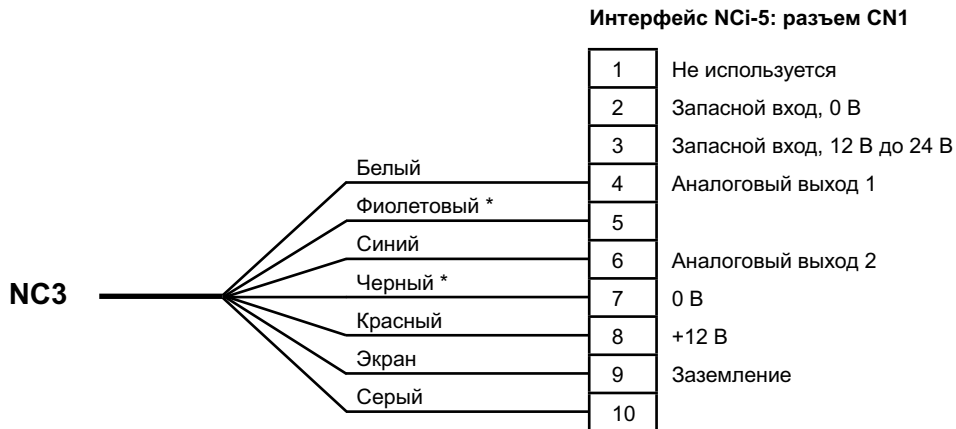 Интерфейс NCi-5: разъем CN1
1 Не используется
2 Запасной вход, 0 В
3 Запасной вход, 12 В до 24 В
Белый 4 Аналоговый выход 1
Фиолетовый * 5
Синий 6 Аналоговый выход 2
NC3
Черный * 7 0 В
Красный 8 +12 В
Экран 9 Заземление
Серый 10